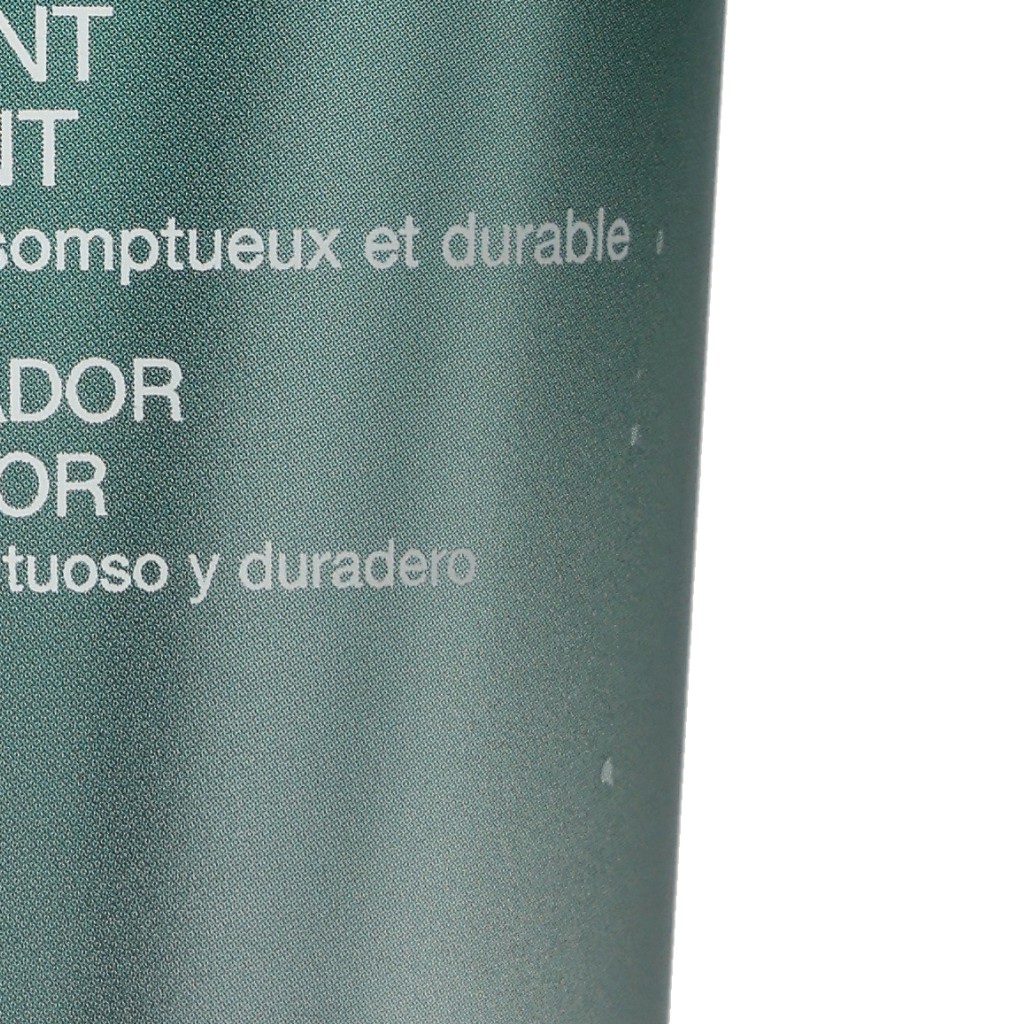 NT
NT
somptueux et durable
ADOR
OR
tuoso y duradero